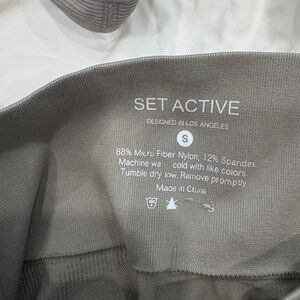 SET ACTIVE
DESIGNED IN LOS ANGELES
S
88% Micro Fiber Nylon, 12% Spandex
Machine wa cold with like colors.
Tumble dry low. Remove promptly
Made in China